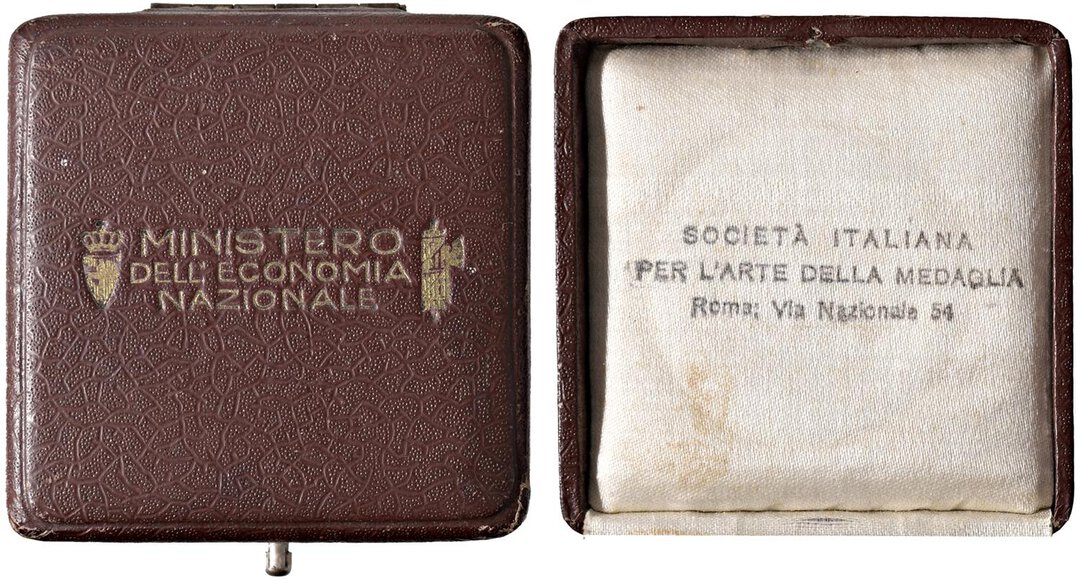 MINISTERO
DELL'ECONOMIA
NAZIONALE
SOCIETÀ ITALIANA
PER L'ARTE DELLA MEDAGLIA
Roma: Via Nazionale 54